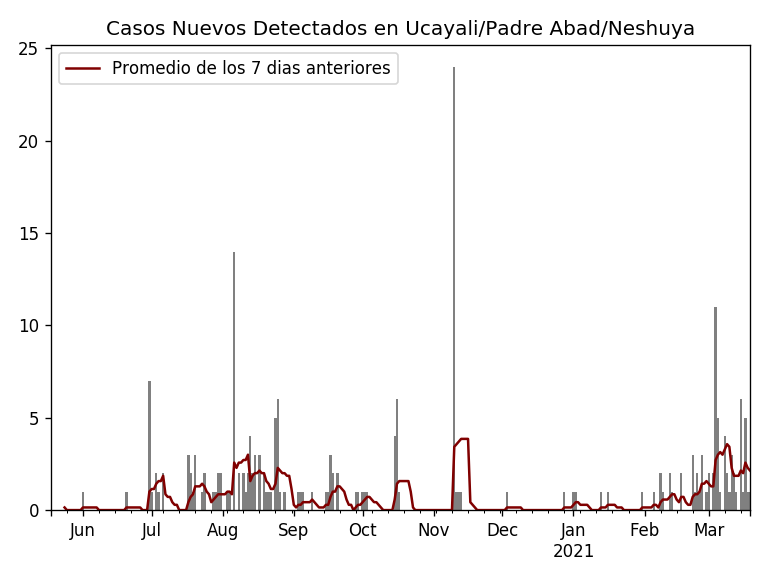 Casos Nuevos Detectados en Ucayali/Padre Abad/Neshuya
Promedio de los 7 dias anteriores
25
20
15
10
5
0
Jun Jul Aug Sep Oct Nov Dec Jan Feb Mar
2021